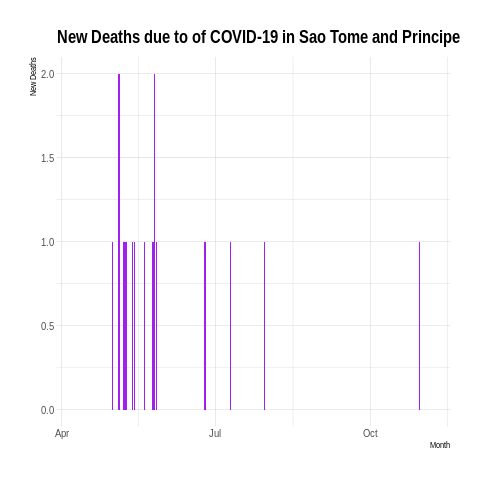 New Deaths due to of COVID-19 in Sao Tome and Principe
New Deaths
2.0
1.5
1.0
0.5
0.0
Apr
Jul
Oct
Month